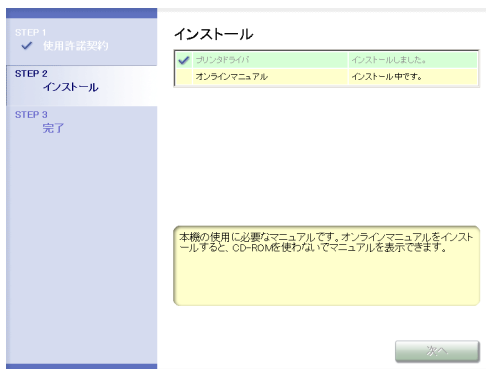 STEP 1
使用許諾契約
STEP 2
インストール
STEP 3
完了
インストール
プリンタドライバ インストールしました。
オンラインマニュアル インストール中です。
本機の使用に必要なマニュアルです。オンラインマニュアルをインスト
ールすると、CD-ROMを使わないでマニュアルを表示できます。
次へ